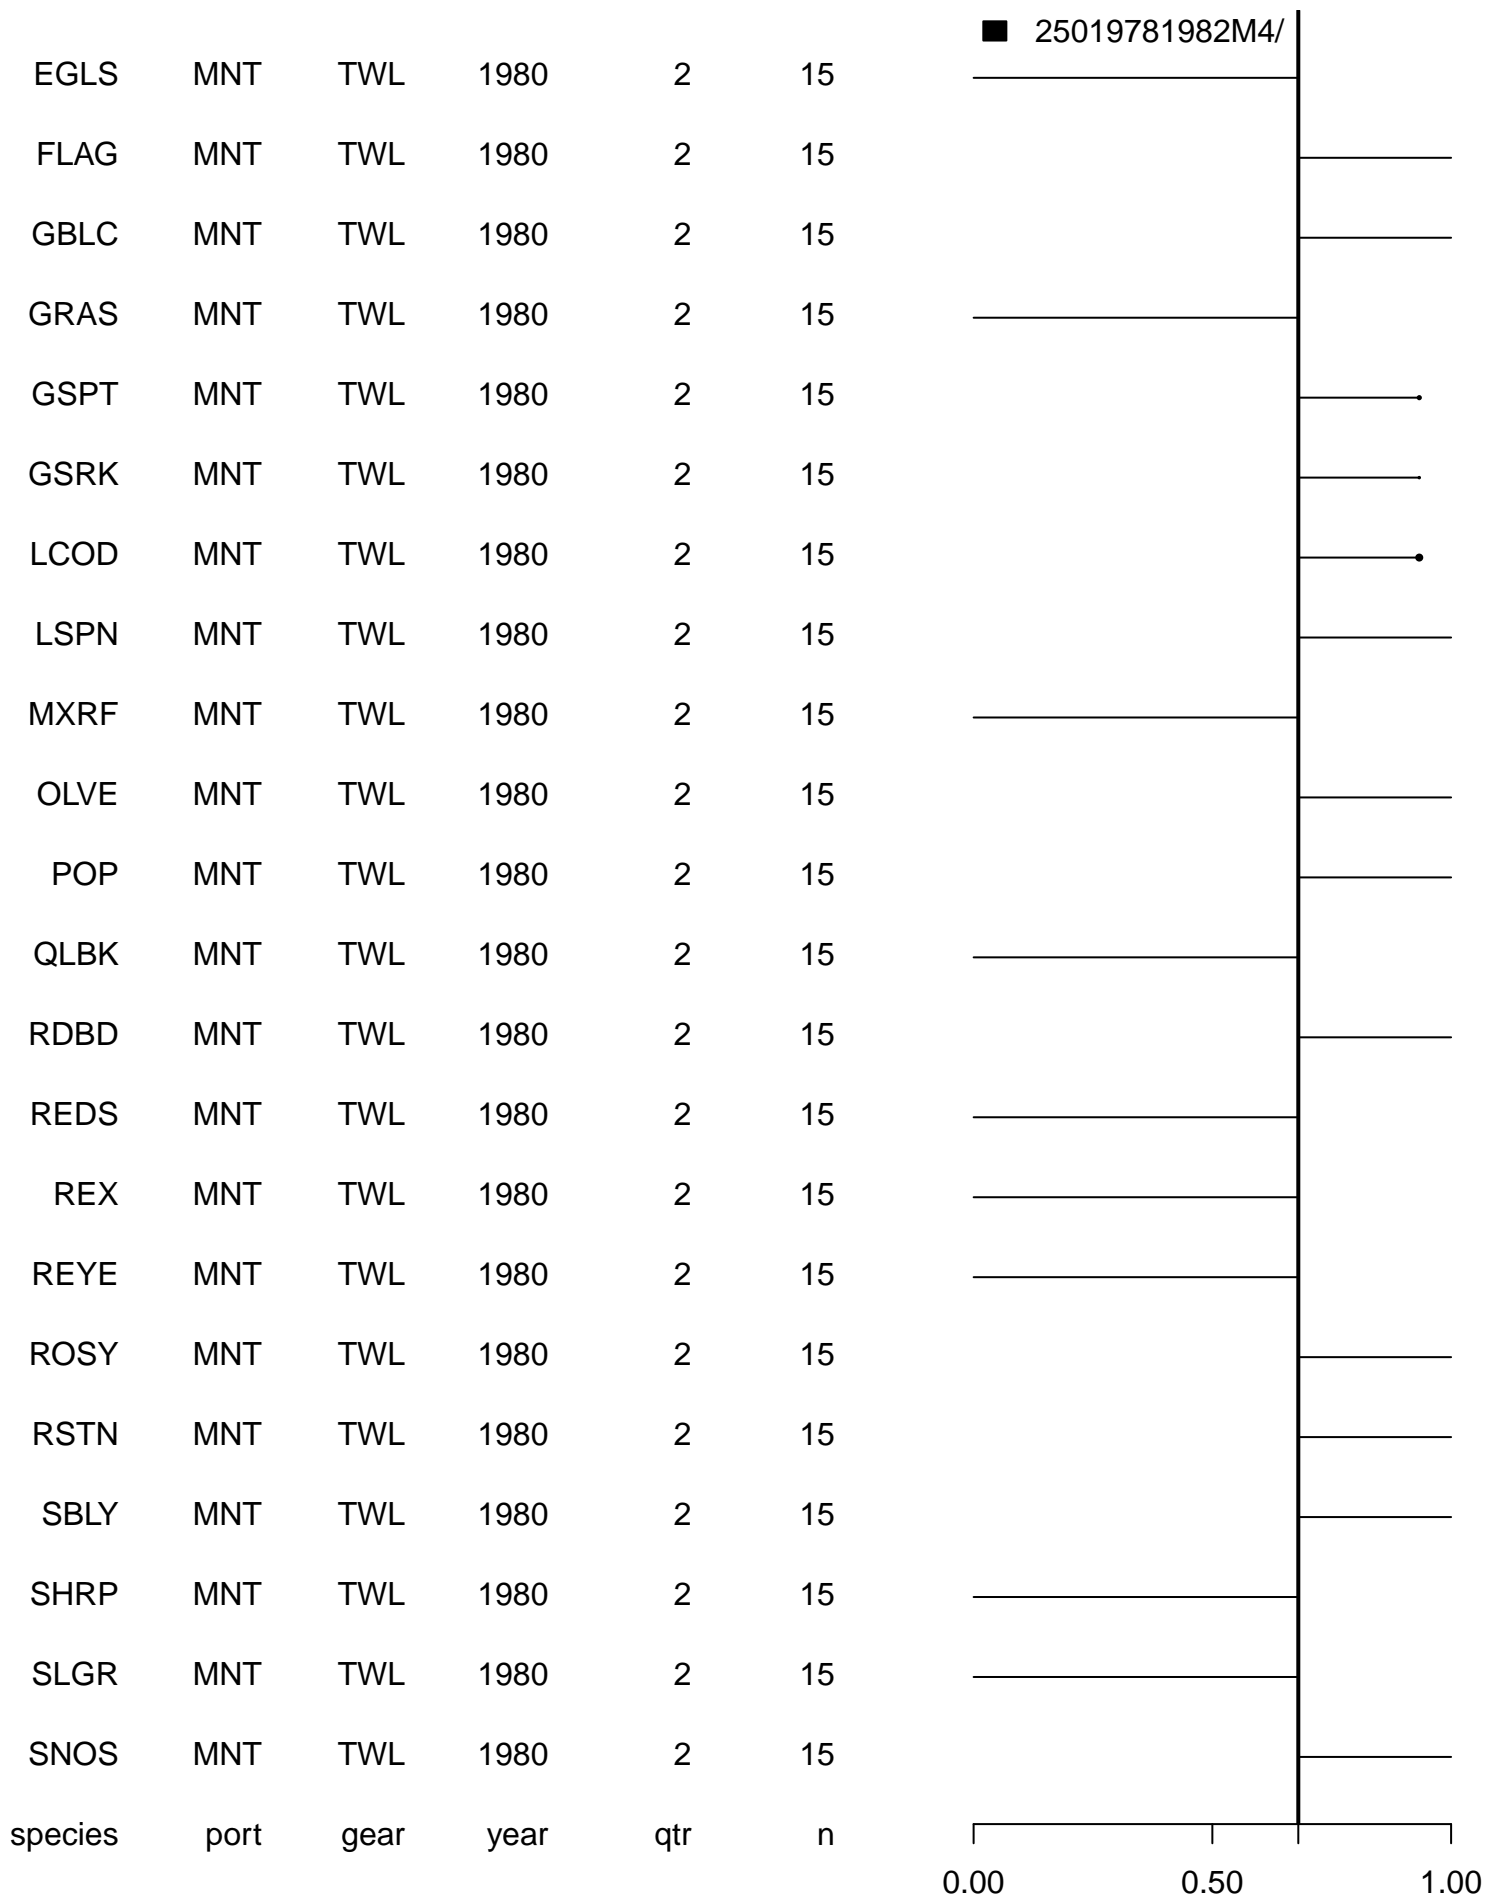 25019781982M4/
EGLS MNT TWL 1980 2 15
FLAG MNT TWL 1980 2 15
GBLC MNT TWL 1980 2 15
GRAS MNT TWL 1980 2 15
GSPT MNT TWL 1980 2 15
GSRK MNT TWL 1980 2 15
LCOD MNT TWL 1980 2 15
LSPN MNT TWL 1980 2 15
MXRF MNT TWL 1980 2 15
OLVE MNT TWL 1980 2 15
POP MNT TWL 1980 2 15
QLBK MNT TWL 1980 2 15
RDBD MNT TWL 1980 2 15
REDS MNT TWL 1980 2 15
REX MNT TWL 1980 2 15
REYE MNT TWL 1980 2 15
ROSY MNT TWL 1980 2 15
RSTN MNT TWL 1980 2 15
SBLY MNT TWL 1980 2 15
SHRP MNT TWL 1980 2 15
SLGR MNT TWL 1980 2 15
SNOS MNT TWL 1980 2 15
species port gear year qtr n
0.00 0.50 1.00